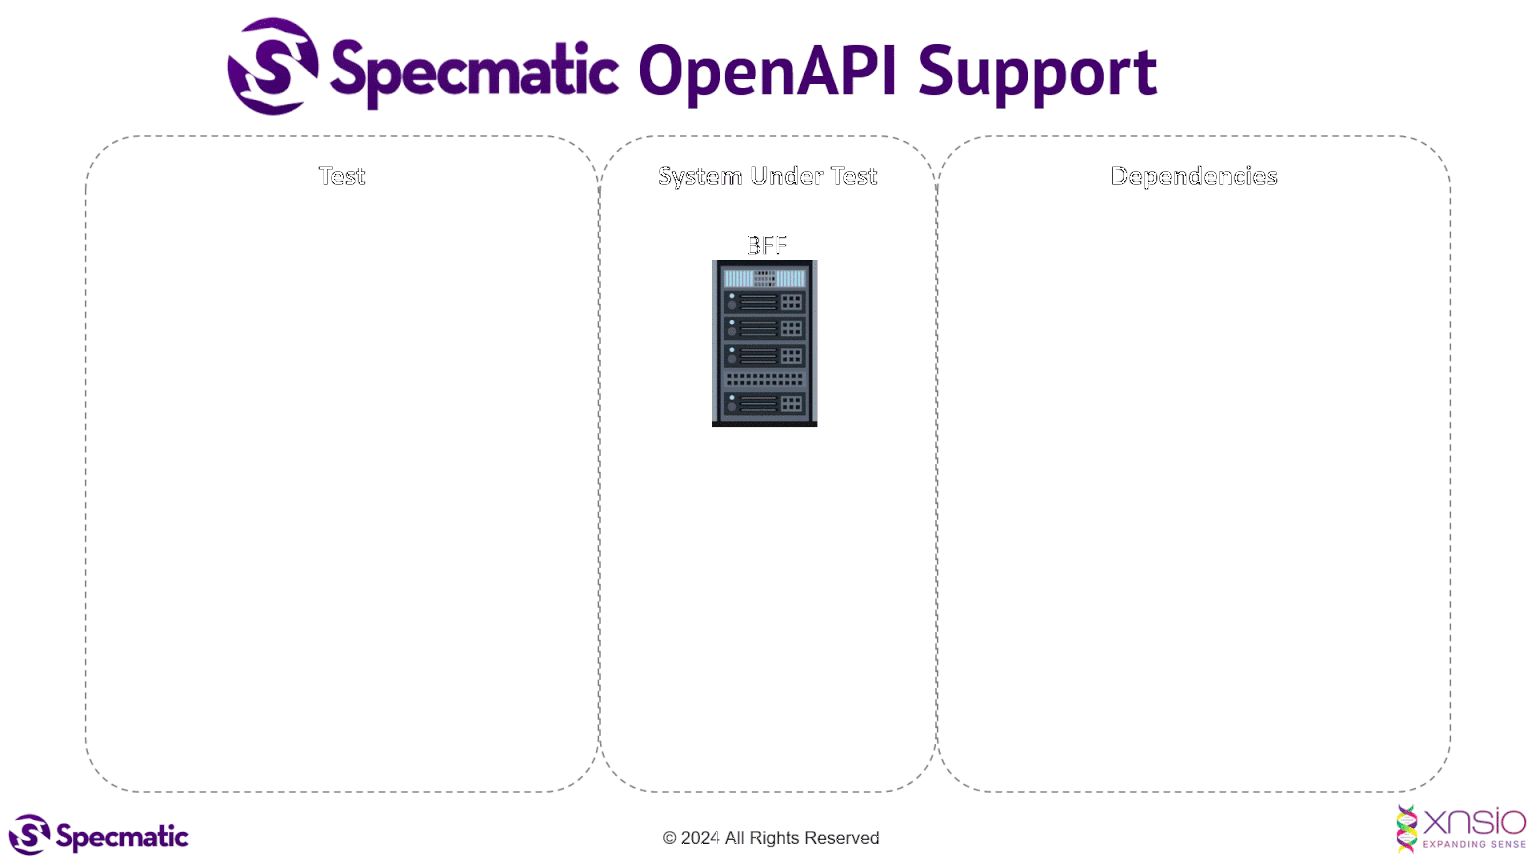 Specmatic OpenAPI Support
Test
System Under Test
Dependencies
BFF
Specmatic
© 2024 All Rights Reserved
xnsio
EXPANDING SENSE